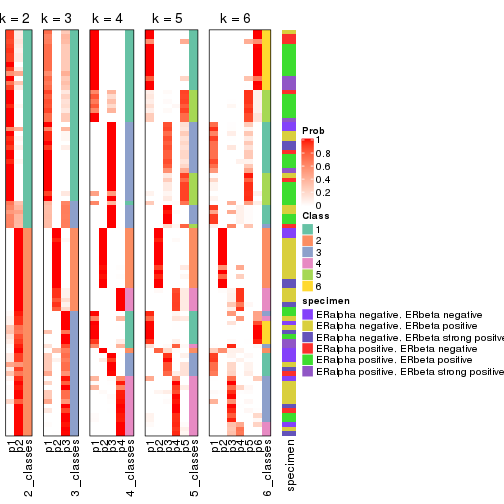 k = 2 k = 3 k = 4 k = 5 k = 6
Prob
1
0.8
0.6
0.4
0.2
0
Class
1
2
3
4
5
6
specimen
ERalpha negative. ERbeta negative
ERalpha negative. ERbeta positive
ERalpha negative. ERbeta strong positive
ERalpha positive. ERbeta negative
ERalpha positive. ERbeta positive
ERalpha positive. ERbeta strong positive
p1
p2
2_classes
p1
p2
p3
3_classes
p1
p2
p3
p4
4_classes
p1
p2
p3
p4
p5
5_classes
p1
p2
p3
p4
p5
p6
6_classes
specimen